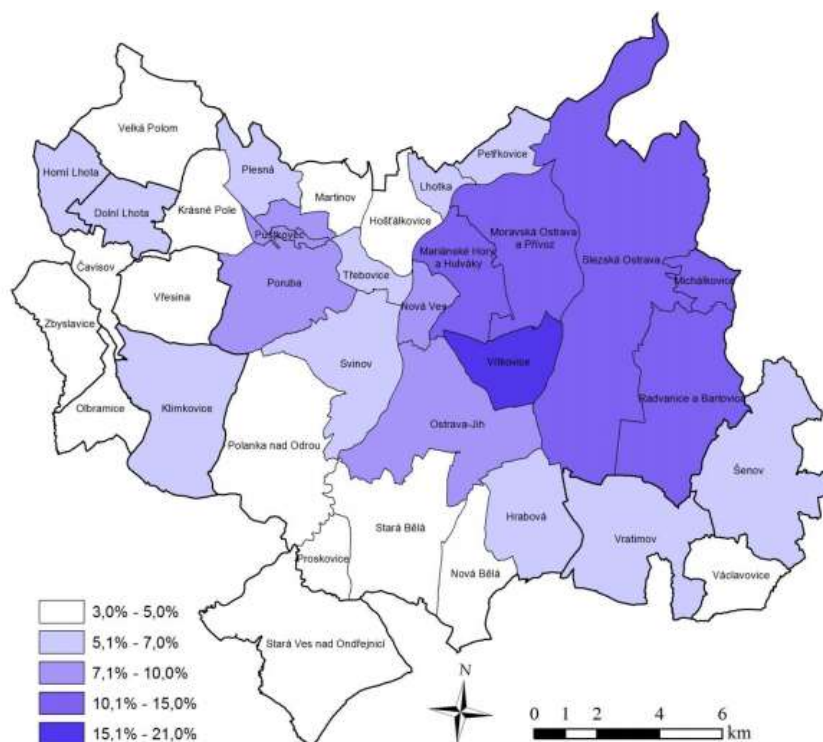 Velká Polom
Horní Lhota
Dolní Lhota
Plesná
Krásné Pole
Martinov
Pustkovec
Hošťálkovice
Lhotka
Petřkovice
Moravská Ostrava
a Přívoz
Mariánské Hory
a Hulváky
Slezská Ostrava
Michálkovice
Čavisov
Zbyslavice
Vřesina
Poruba
Třebovice
Nová Ves
Vítkovice
Svinov
Radvanice a Bartovice
Olbramice
Klimkovice
Polanka nad Odrou
Ostrava-Jih
Šenov
Hrabová
Vratimov
Václavovice
Stará Bělá
Nová Bělá
Proskovice
Stará Ves nad Ondřejnicí
3,0% - 5,0%
5,1% - 7,0%
7,1% - 10,0%
10,1% - 15,0%
15,1% - 21,0%
N
0 1 2 4 6
km